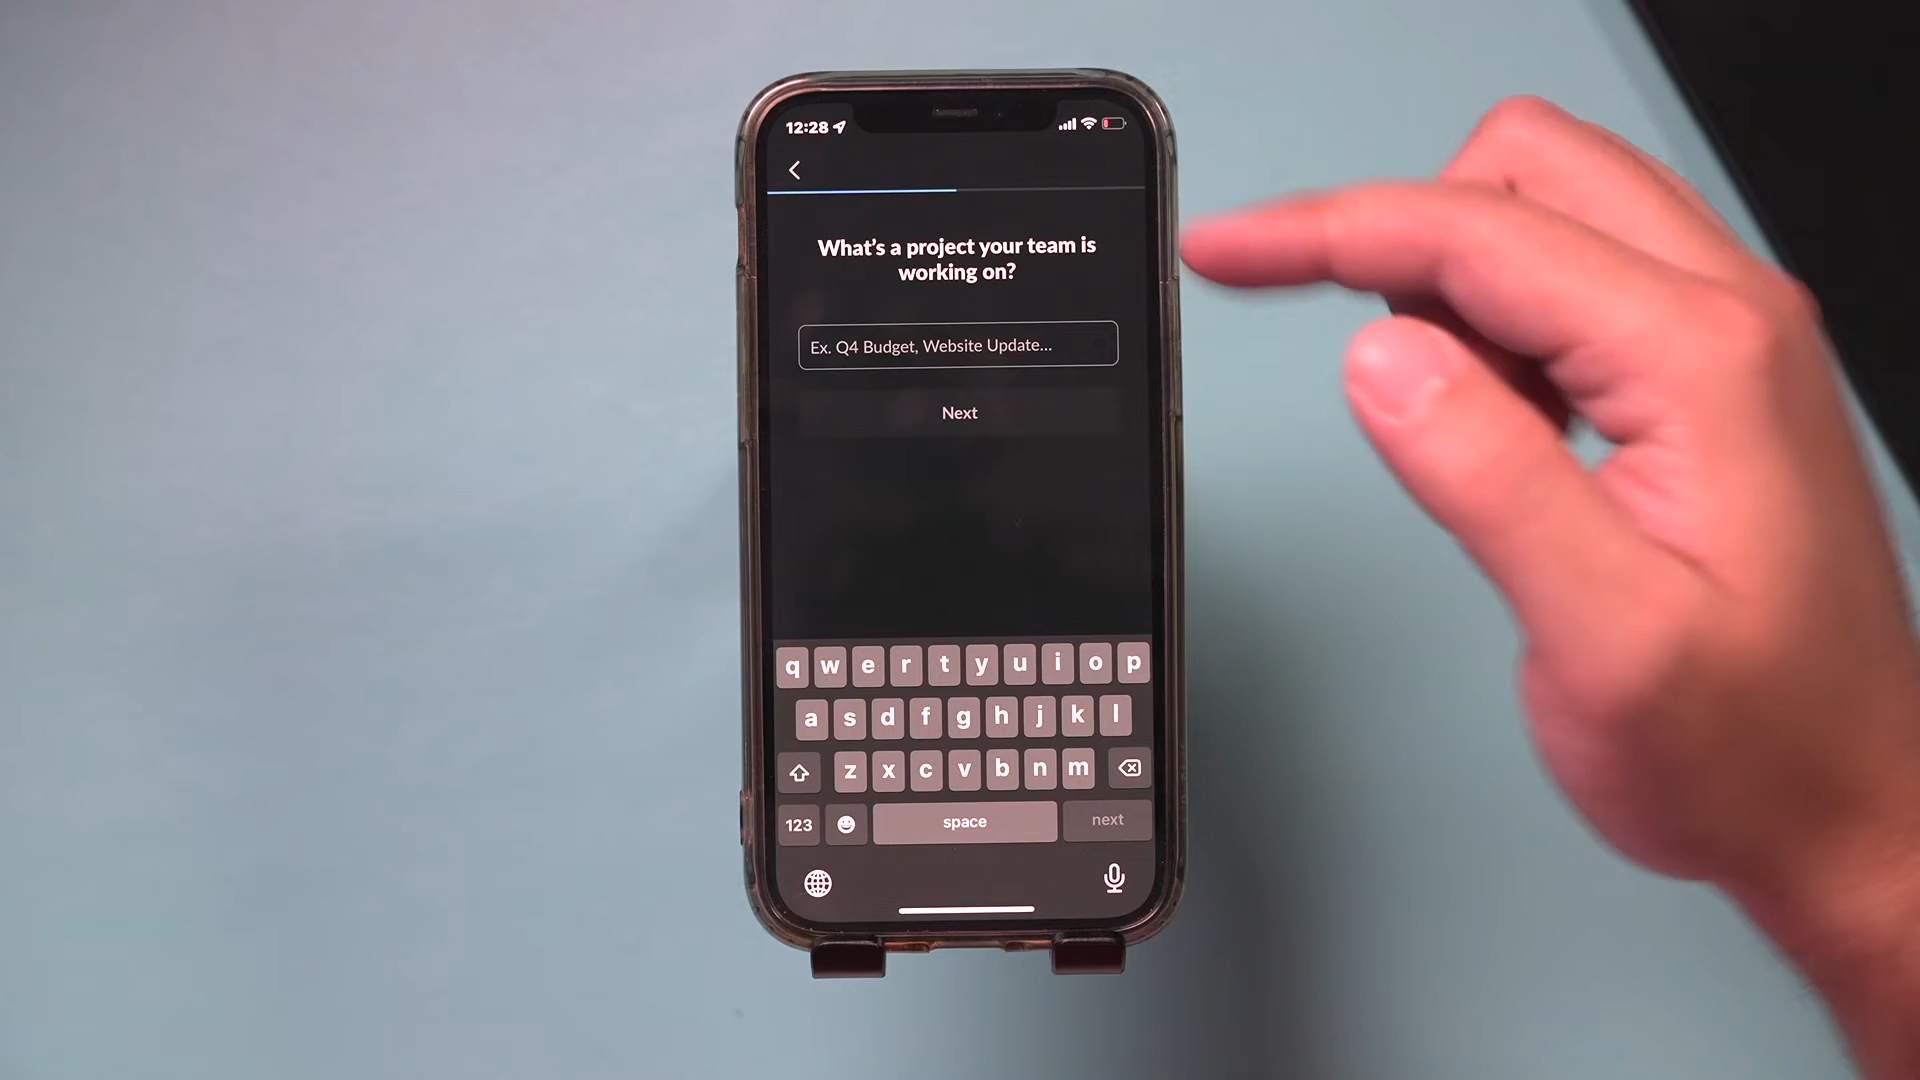 12:28
What's a project your team is
working on?
Ex. Q4 Budget, Website Update...
Next
q w e r t y u i o p
a s d f g h j k l
z x c v b n m
123 space next